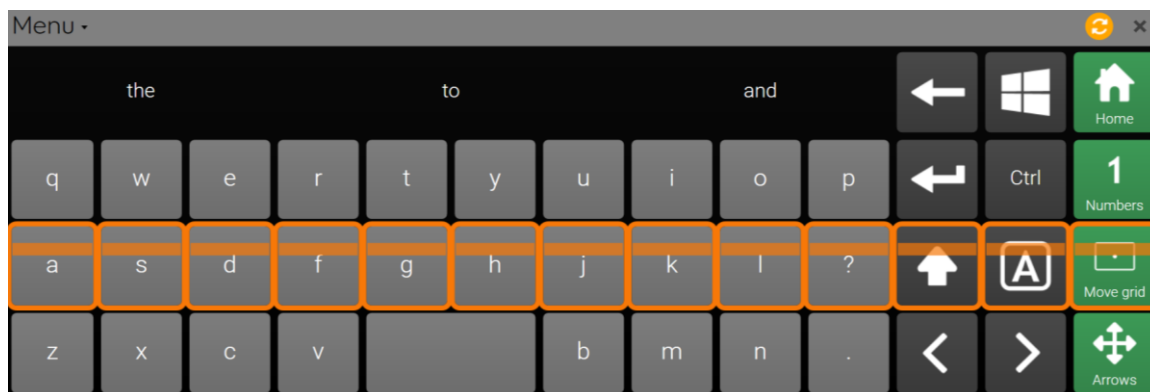 Menu
the to and
Home
q w e r t y u i o p Ctrl 1
Numbers
a s d f g h j k l ? A
Move grid
z x c v b m n .
Arrows